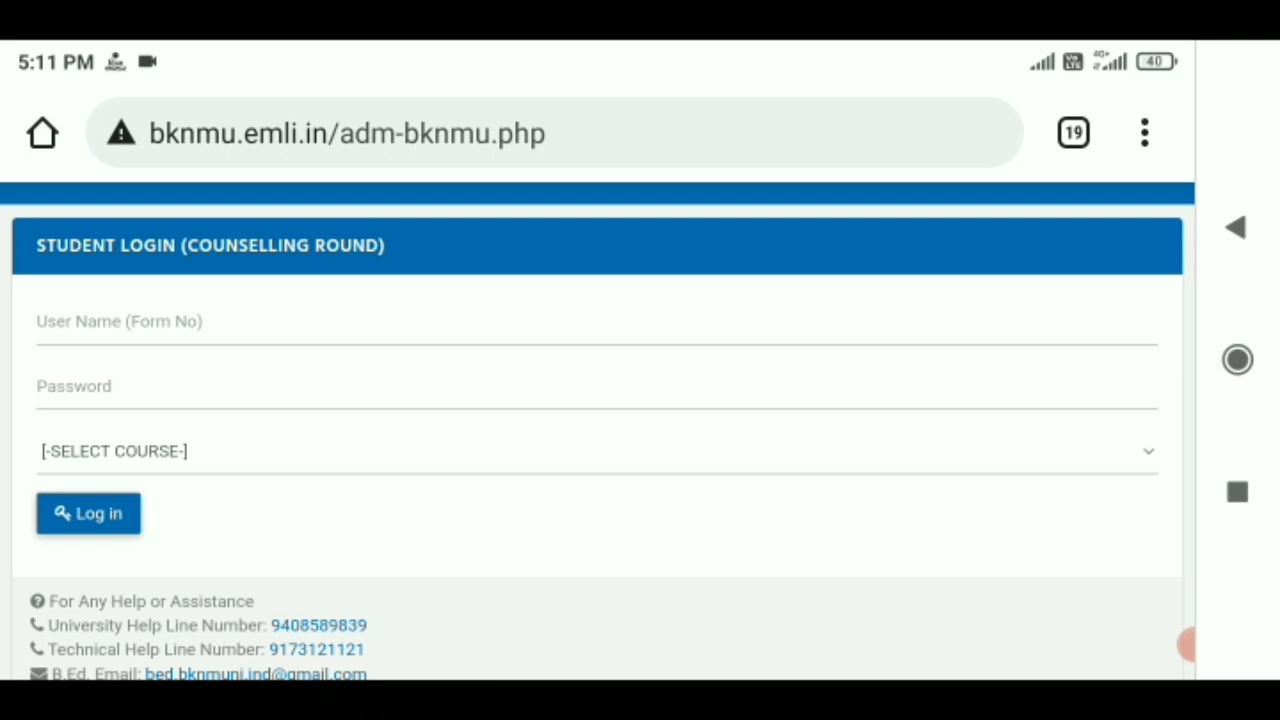 5:11 PM
4G+
40
bknmu.emli.in/adm-bknmu.php
19
STUDENT LOGIN (COUNSELLING ROUND)
User Name (Form No)
Password
[-SELECT COURSE-]
Log in
For Any Help or Assistance
University Help Line Number: 9408589839
Technical Help Line Number: 9173121121
B.Ed. Email: bed.bknmuni.ind@gmail.com